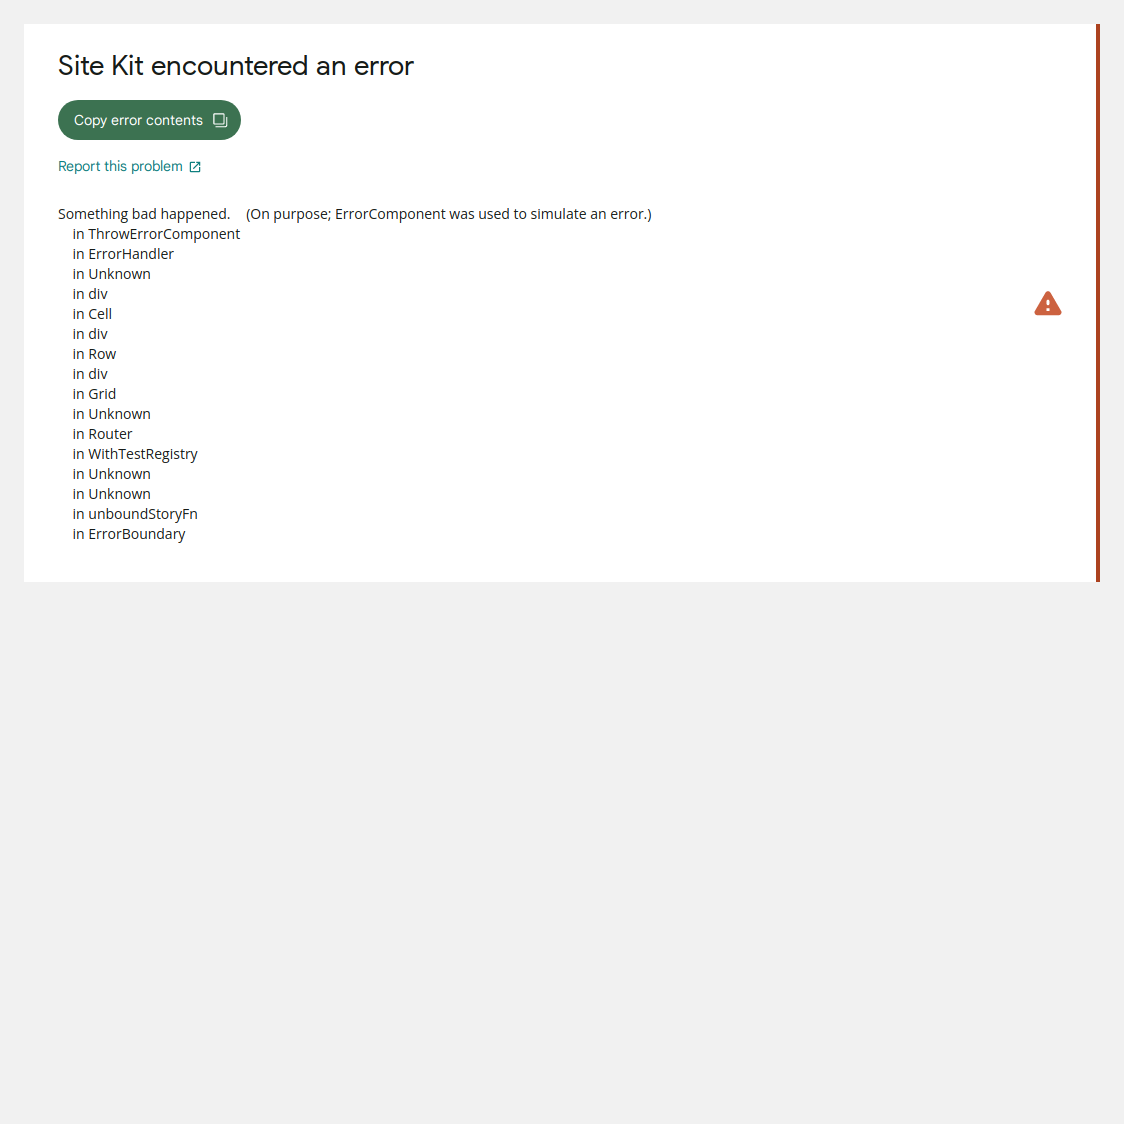 Site Kit encountered an error
Copy error contents
Report this problem
Something bad happened.    (On purpose; ErrorComponent was used to simulate an error.)
    in ThrowErrorComponent
    in ErrorHandler
    in Unknown
    in div
    in Cell
    in div
    in Row
    in div
    in Grid
    in Unknown
    in Router
    in WithTestRegistry
    in Unknown
    in Unknown
    in unboundStoryFn
    in ErrorBoundary